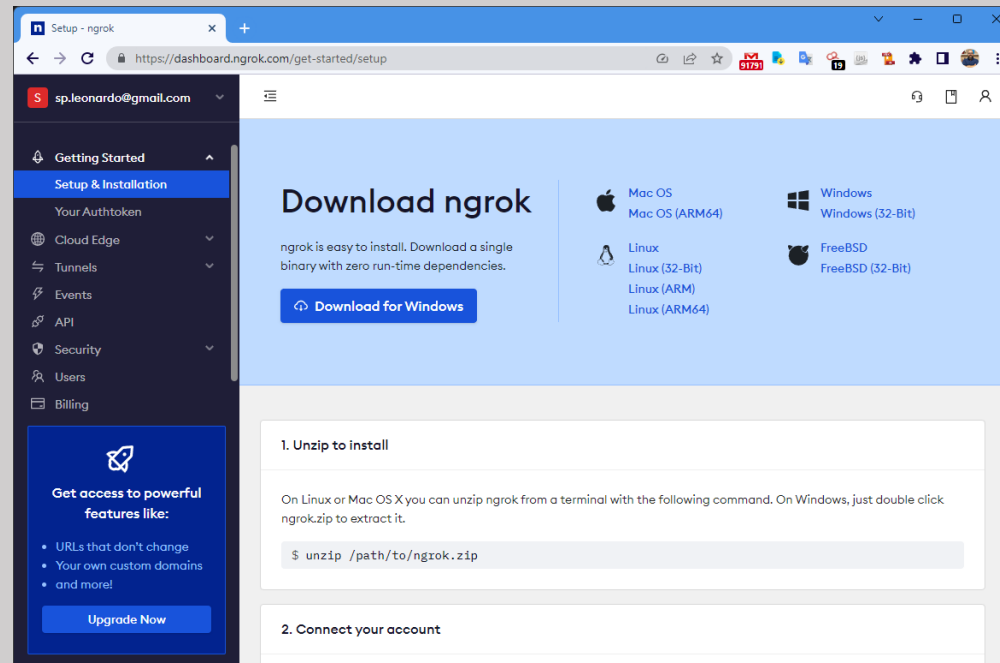 Setup - ngrok
https://dashboard.ngrok.com/get-started/setup
91791
19
S sp.leonardo@gmail.com
Getting Started
Setup & Installation
Your Authtoken
Cloud Edge
Tunnels
Events
API
Security
Users
Billing
Get access to powerful
features like:
• URLs that don't change
• Your own custom domains
• and more!
Upgrade Now
Download ngrok
ngrok is easy to install. Download a single
binary with zero run-time dependencies.
Download for Windows
Mac OS
Mac OS (ARM64)
Linux
Linux (32-Bit)
Linux (ARM)
Linux (ARM64)
Windows
Windows (32-Bit)
FreeBSD
FreeBSD (32-Bit)
1. Unzip to install
On Linux or Mac OS X you can unzip ngrok from a terminal with the following command. On Windows, just double click
ngrok.zip to extract it.
$ unzip /path/to/ngrok.zip
2. Connect your account